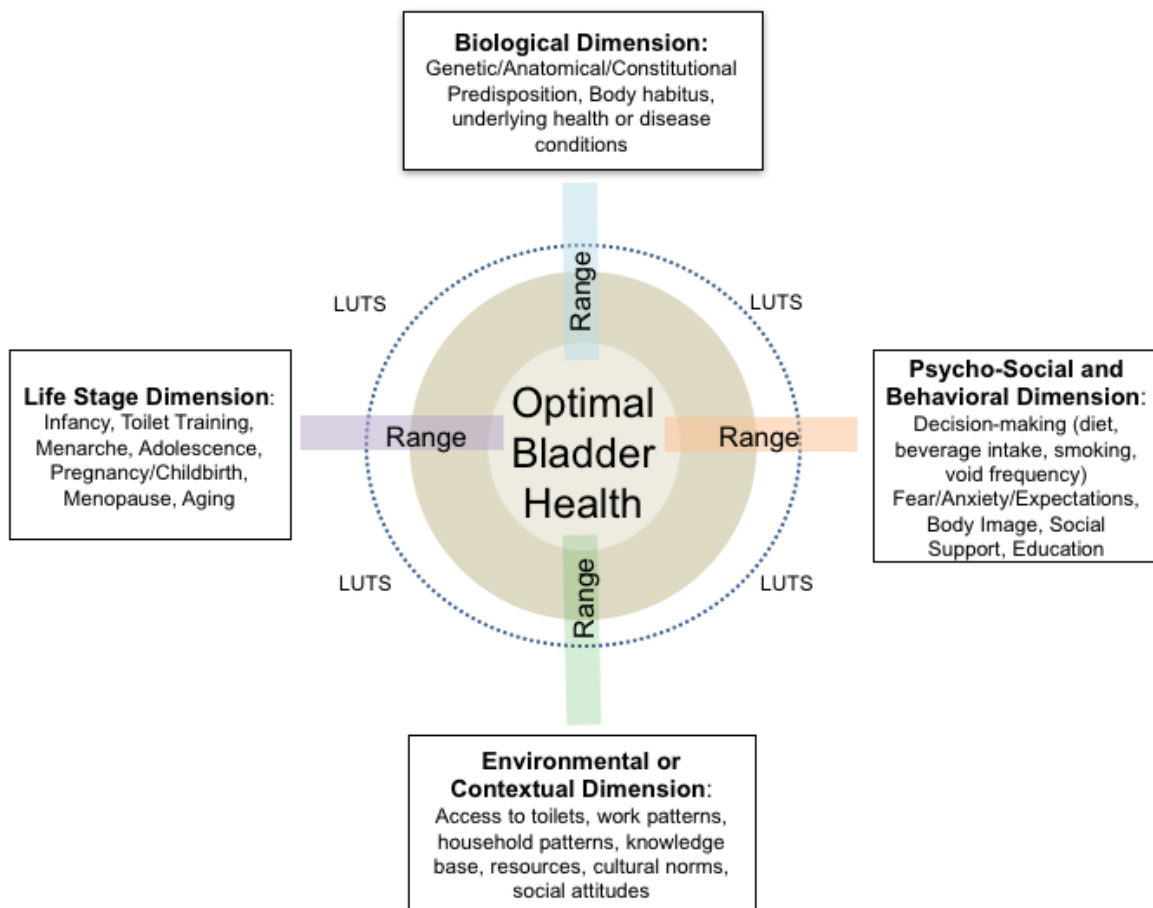 Biological Dimension:
Genetic/Anatomical/Constitutional
Predisposition, Body habitus,
underlying health or disease
conditions
Range
LUTS
LUTS
Life Stage Dimension:
Infancy, Toilet Training,
Menarche, Adolescence,
Pregnancy/Childbirth,
Menopause, Aging
Range
Optimal
Bladder
Health
Range
Psycho-Social and
Behavioral Dimension:
Decision-making (diet,
beverage intake, smoking,
void frequency)
Fear/Anxiety/Expectations,
Body Image, Social
Support, Education
Range
LUTS
LUTS
Environmental or
Contextual Dimension:
Access to toilets, work patterns,
household patterns, knowledge
base, resources, cultural norms,
social attitudes